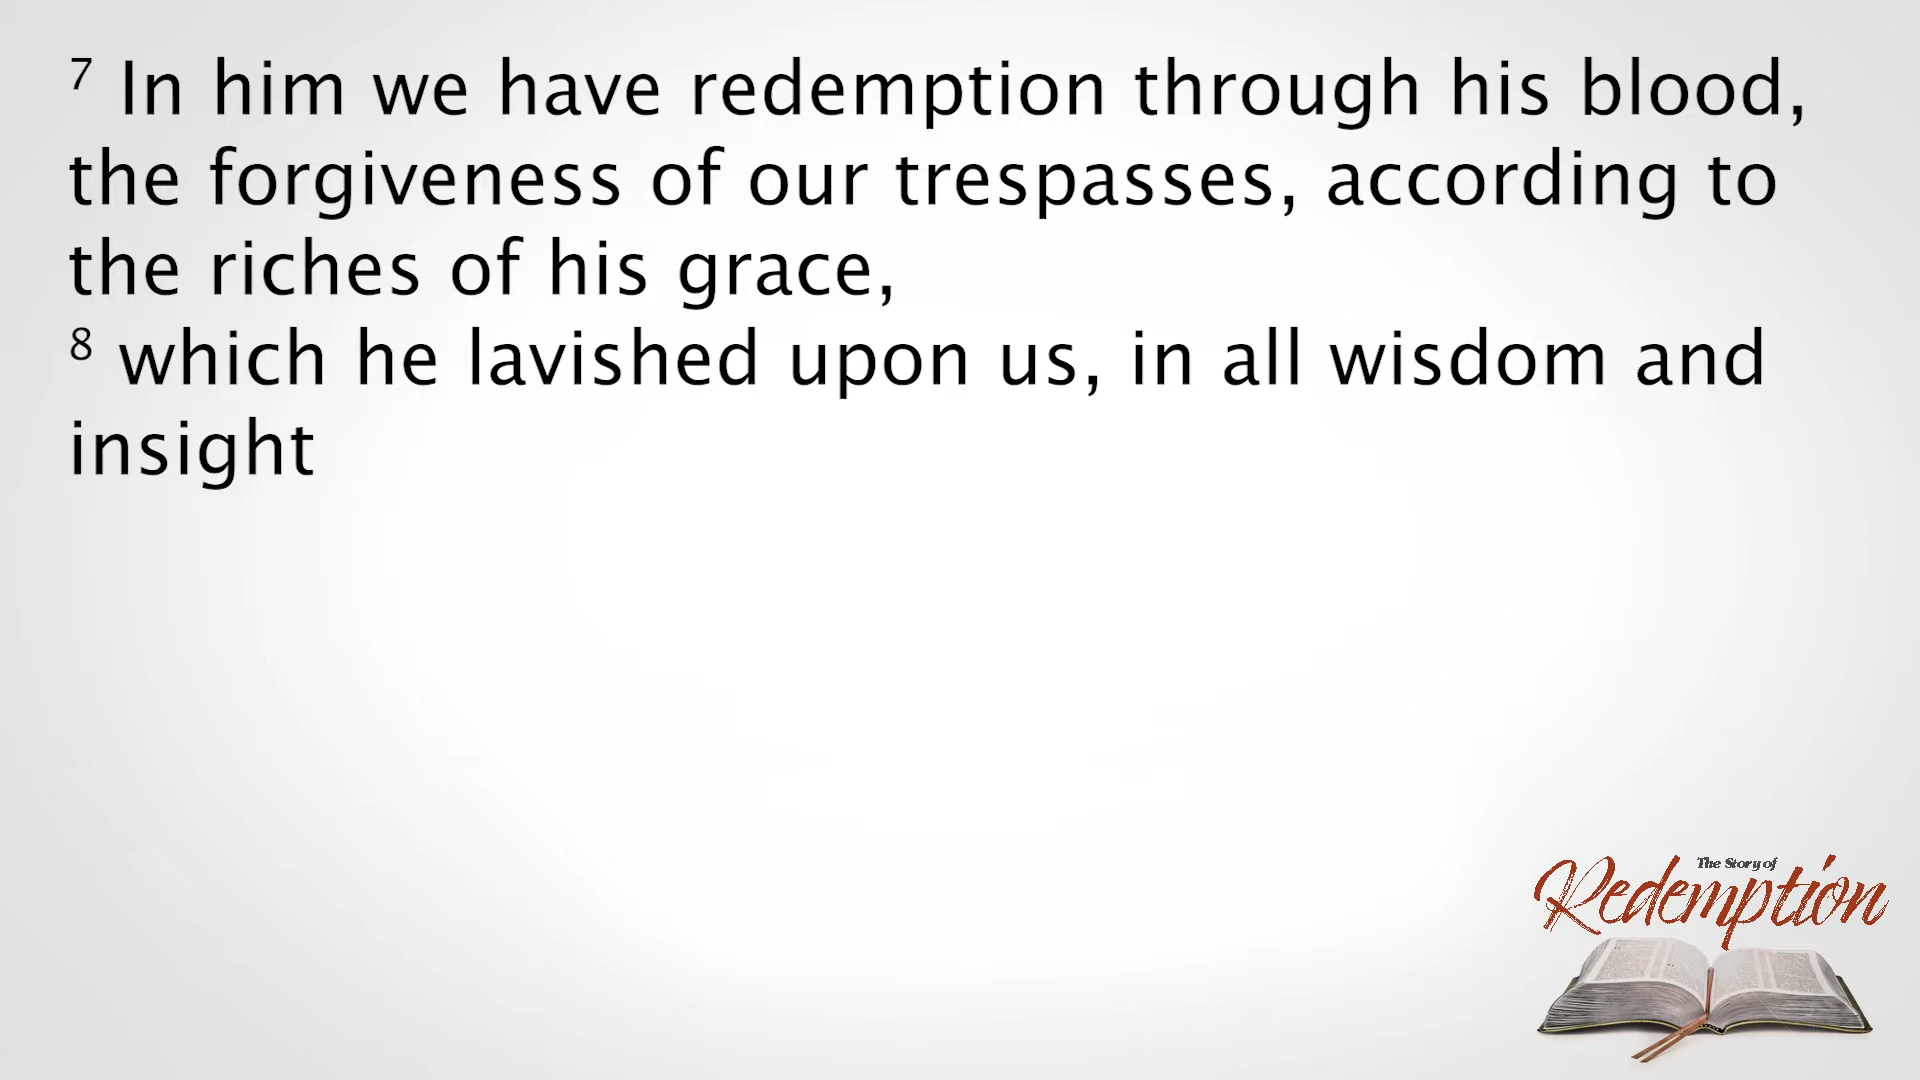 7 In him we have redemption through his blood,
the forgiveness of our trespasses, according to
the riches of his grace,
8 which he lavished upon us, in all wisdom and
insight
The Story of
Redemption